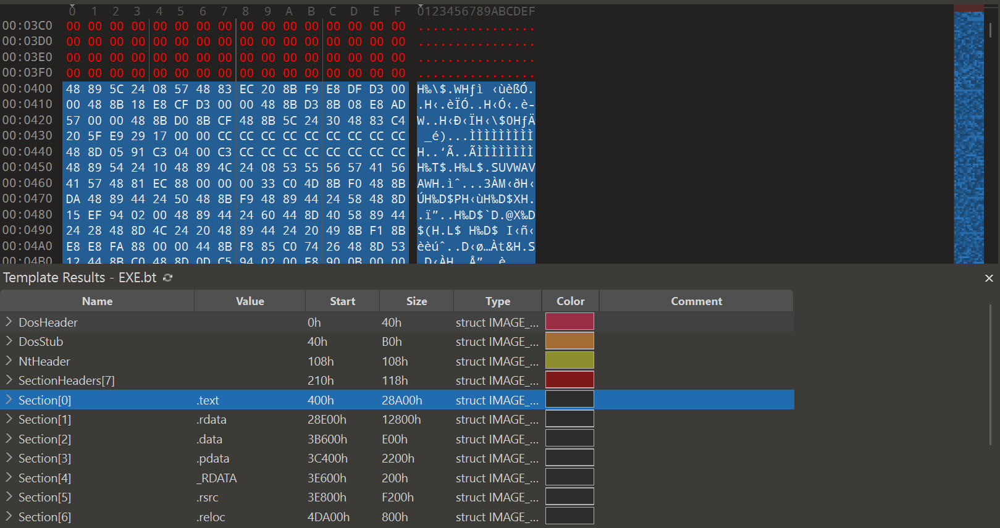 0 1 2 3 4 5 6 7 8 9 A B C D E F 0123456789ABCDEF
00:03C0 00 00 00 00 00 00 00 00 00 00 00 00 00 00 00 00 ................
00:03D0 00 00 00 00 00 00 00 00 00 00 00 00 00 00 00 00 ................
00:03E0 00 00 00 00 00 00 00 00 00 00 00 00 00 00 00 00 ................
00:03F0 00 00 00 00 00 00 00 00 00 00 00 00 00 00 00 00 ................
00:0400 48 89 5C 24 08 57 48 83 EC 20 8B F9 E8 DF D3 00 H‰\$.WHƒì ‹ùèßÓ.
00:0410 00 48 8B 18 E8 CF D3 00 00 48 8B D3 8B 08 E8 AD .H‹.èÏÓ..H‹Ó‹.è-
00:0420 57 00 00 48 8B D0 8B CF 48 8B 5C 24 30 48 83 C4 W..H‹Ð‹ÏH‹\$0HƒÄ
00:0430 20 5F E9 29 17 00 00 CC CC CC CC CC CC CC CC CC _é)...ÌÌÌÌÌÌÌÌÌ
00:0440 48 8D 05 91 C3 04 00 C3 CC CC CC CC CC CC CC CC H..‘Ã..ÃÌÌÌÌÌÌÌÌ
00:0450 48 89 54 24 10 48 89 4C 24 08 53 55 56 57 41 56 H‰T$.H‰L$.SUVWAV
00:0460 41 57 48 81 EC 88 00 00 00 33 C0 4D 8B F0 48 8B AWH.ìˆ...3ÀM‹ðH‹
00:0470 DA 48 89 44 24 50 48 8B F9 48 89 44 24 58 48 8D ÚH‰D$PH‹ùH‰D$XH.
00:0480 15 EF 94 02 00 48 89 44 24 60 44 8D 40 58 89 44 .ï”..H‰D$`D.@X‰D
00:0490 24 28 48 8D 4C 24 20 48 89 44 24 20 49 8B F1 8B $(H.L$ H‰D$ I‹ñ‹
00:04A0 E8 E8 FA 88 00 00 44 8B F8 85 C0 74 26 48 8D 53 èèúˆ..D‹ø…Àt&H.S
00:04B0 12 44 8B C0 48 8D 0D C5 94 02 00 E8 90 0B 00 00 .D‹ÀH..Å”..è....
Template Results - EXE.bt
Name Value Start Size Type Color Comment
DosHeader 0h 40h struct IMAGE_...
DosStub 40h B0h struct IMAGE_...
NtHeader 108h 108h struct IMAGE_...
SectionHeaders[7] 210h 118h struct IMAGE_...
Section[0] .text 400h 28A00h struct IMAGE_...
Section[1] .rdata 28E00h 12800h struct IMAGE_...
Section[2] .data 3B600h E00h struct IMAGE_...
Section[3] .pdata 3C400h 2200h struct IMAGE_...
Section[4] _RDATA 3E600h 200h struct IMAGE_...
Section[5] .rsrc 3E800h F200h struct IMAGE_...
Section[6] .reloc 4DA00h 800h struct IMAGE_...